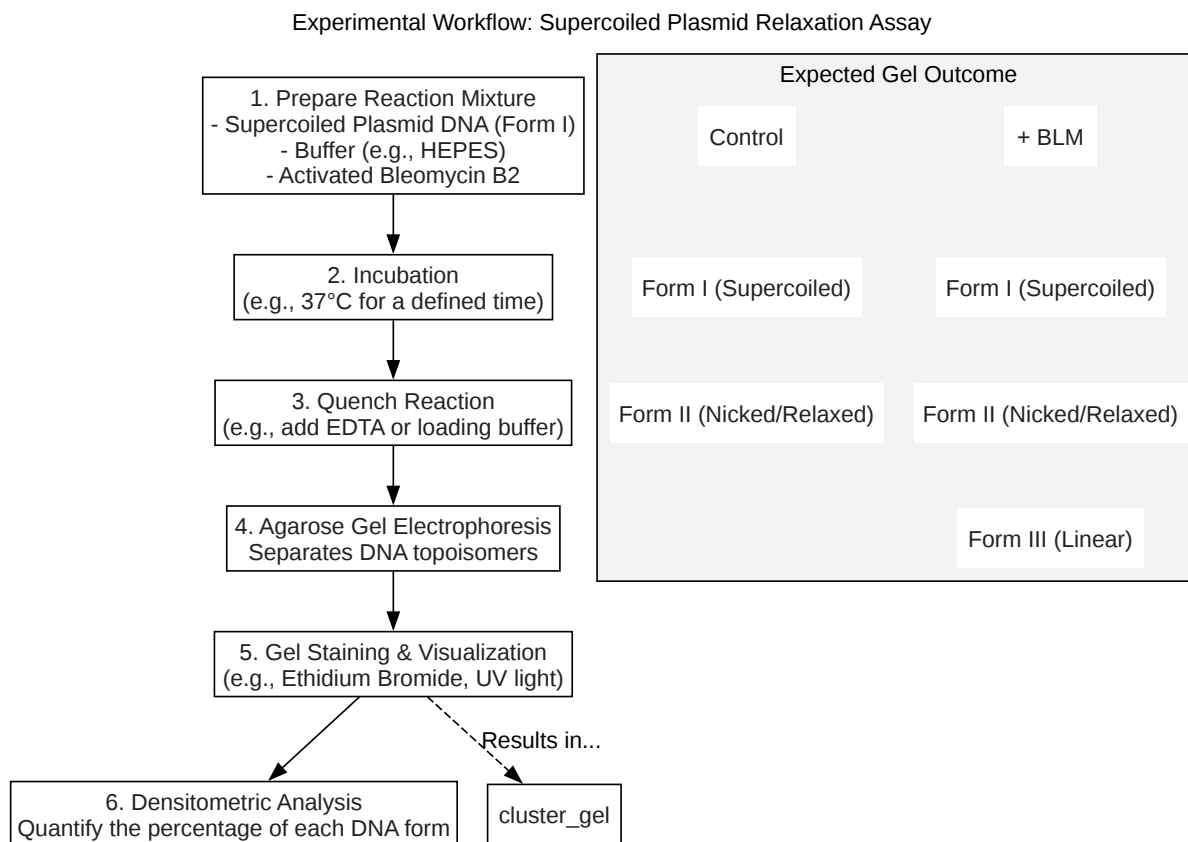 Experimental Workflow: Supercoiled Plasmid Relaxation Assay
1. Prepare Reaction Mixture
- Supercoiled Plasmid DNA (Form I)
- Buffer (e.g., HEPES)
- Activated Bleomycin B2
2. Incubation
(e.g., 37°C for a defined time)
3. Quench Reaction
(e.g., add EDTA or loading buffer)
4. Agarose Gel Electrophoresis
Separates DNA topoisomers
5. Gel Staining & Visualization
(e.g., Ethidium Bromide, UV light)
Results in...
6. Densitometric Analysis
Quantify the percentage of each DNA form
cluster_gel
Expected Gel Outcome
Control
+ BLM
Form I (Supercoiled)
Form I (Supercoiled)
Form II (Nicked/Relaxed)
Form II (Nicked/Relaxed)
Form III (Linear)